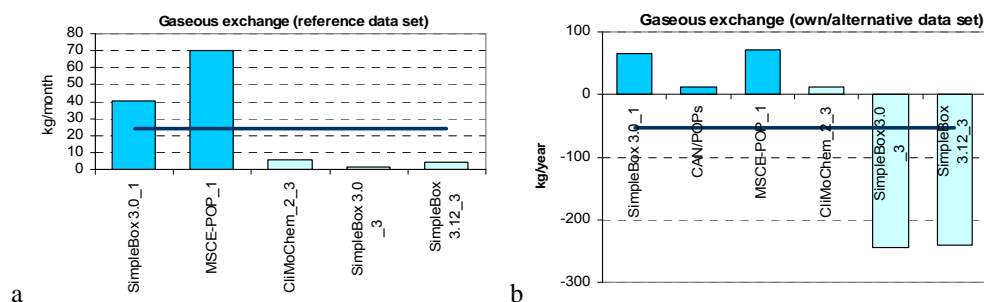 Gaseous exchange (reference data set)
80
70
60
50
40
30
20
10
0
kg/month
SimpleBox 3.0_1
MSCE-POP_1
CliMoChem_2_3
SimpleBox 3.0
_3
SimpleBox
3.12_3
a
Gaseous exchange (own/alternative data set)
100
0
-100
-200
-300
kg/year
SimpleBox 3.0_1
CAN/POPs
MSCE-POP_1
CliMoChem_2_3
SimpleBox 3.0
_3
SimpleBox
3.12_3
b